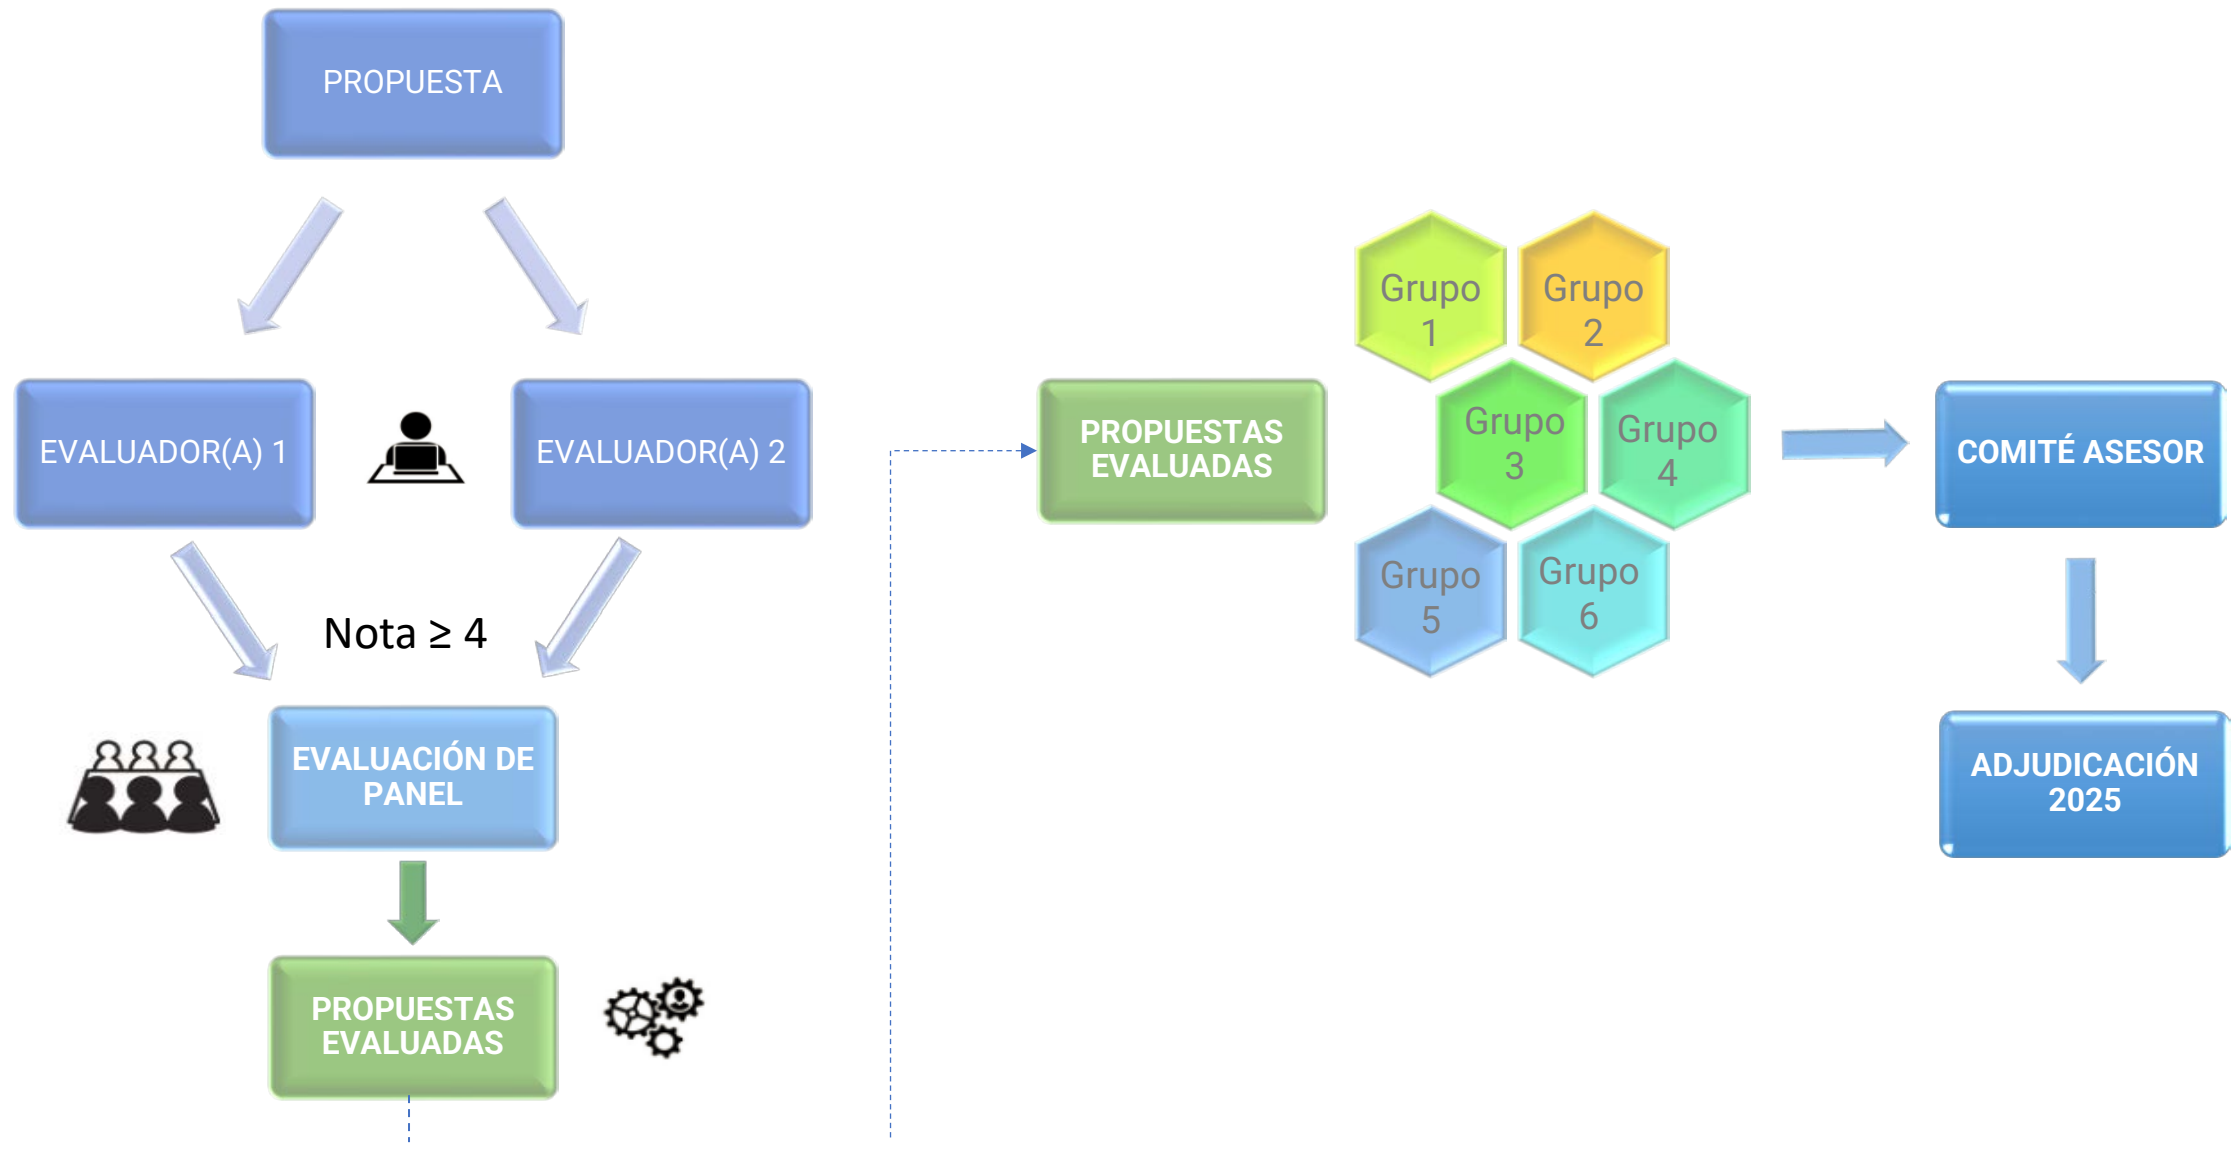 PROPUESTA
EVALUADOR(A) 1
EVALUADOR(A) 2
Nota ≥ 4
EVALUACIÓN DE
PANEL
PROPUESTAS
EVALUADAS
PROPUESTAS
EVALUADAS
Grupo
1
Grupo
2
Grupo
3
Grupo
4
Grupo
5
Grupo
6
COMITÉ ASESOR
ADJUDICACIÓN
2025